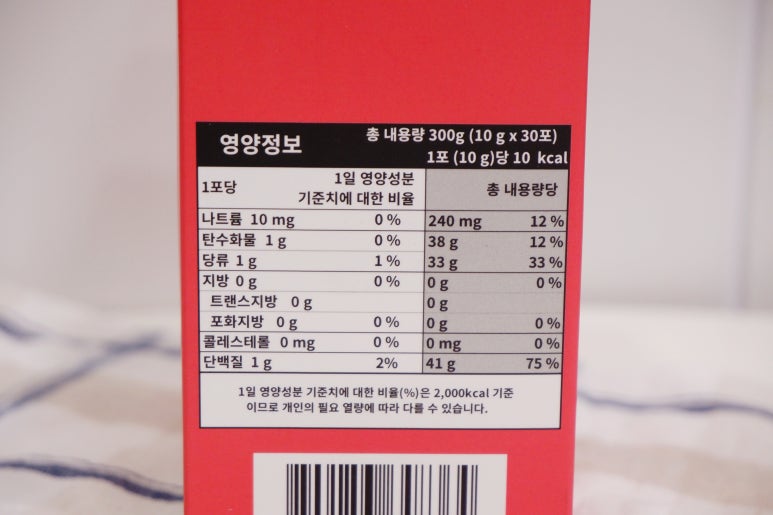 영양정보
총 내용량 300g (10 g x 30포)
1포 (10 g)당 10 kcal
1포당 1일 영양성분 기준치에 대한 비율 총 내용량당
나트륨 10 mg 0 % 240 mg 12 %
탄수화물 1 g 0 % 38 g 12 %
당류 1 g 1 % 33 g 33 %
지방 0 g 0 % 0 g 0 %
트랜스지방 0 g 0 g
포화지방 0 g 0 % 0 g 0 %
콜레스테롤 0 mg 0 % 0 mg 0 %
단백질 1 g 2% 41 g 75 %
1일 영양성분 기준치에 대한 비율(%)은 2,000kcal 기준
이므로 개인의 필요 열량에 따라 다를 수 있습니다.